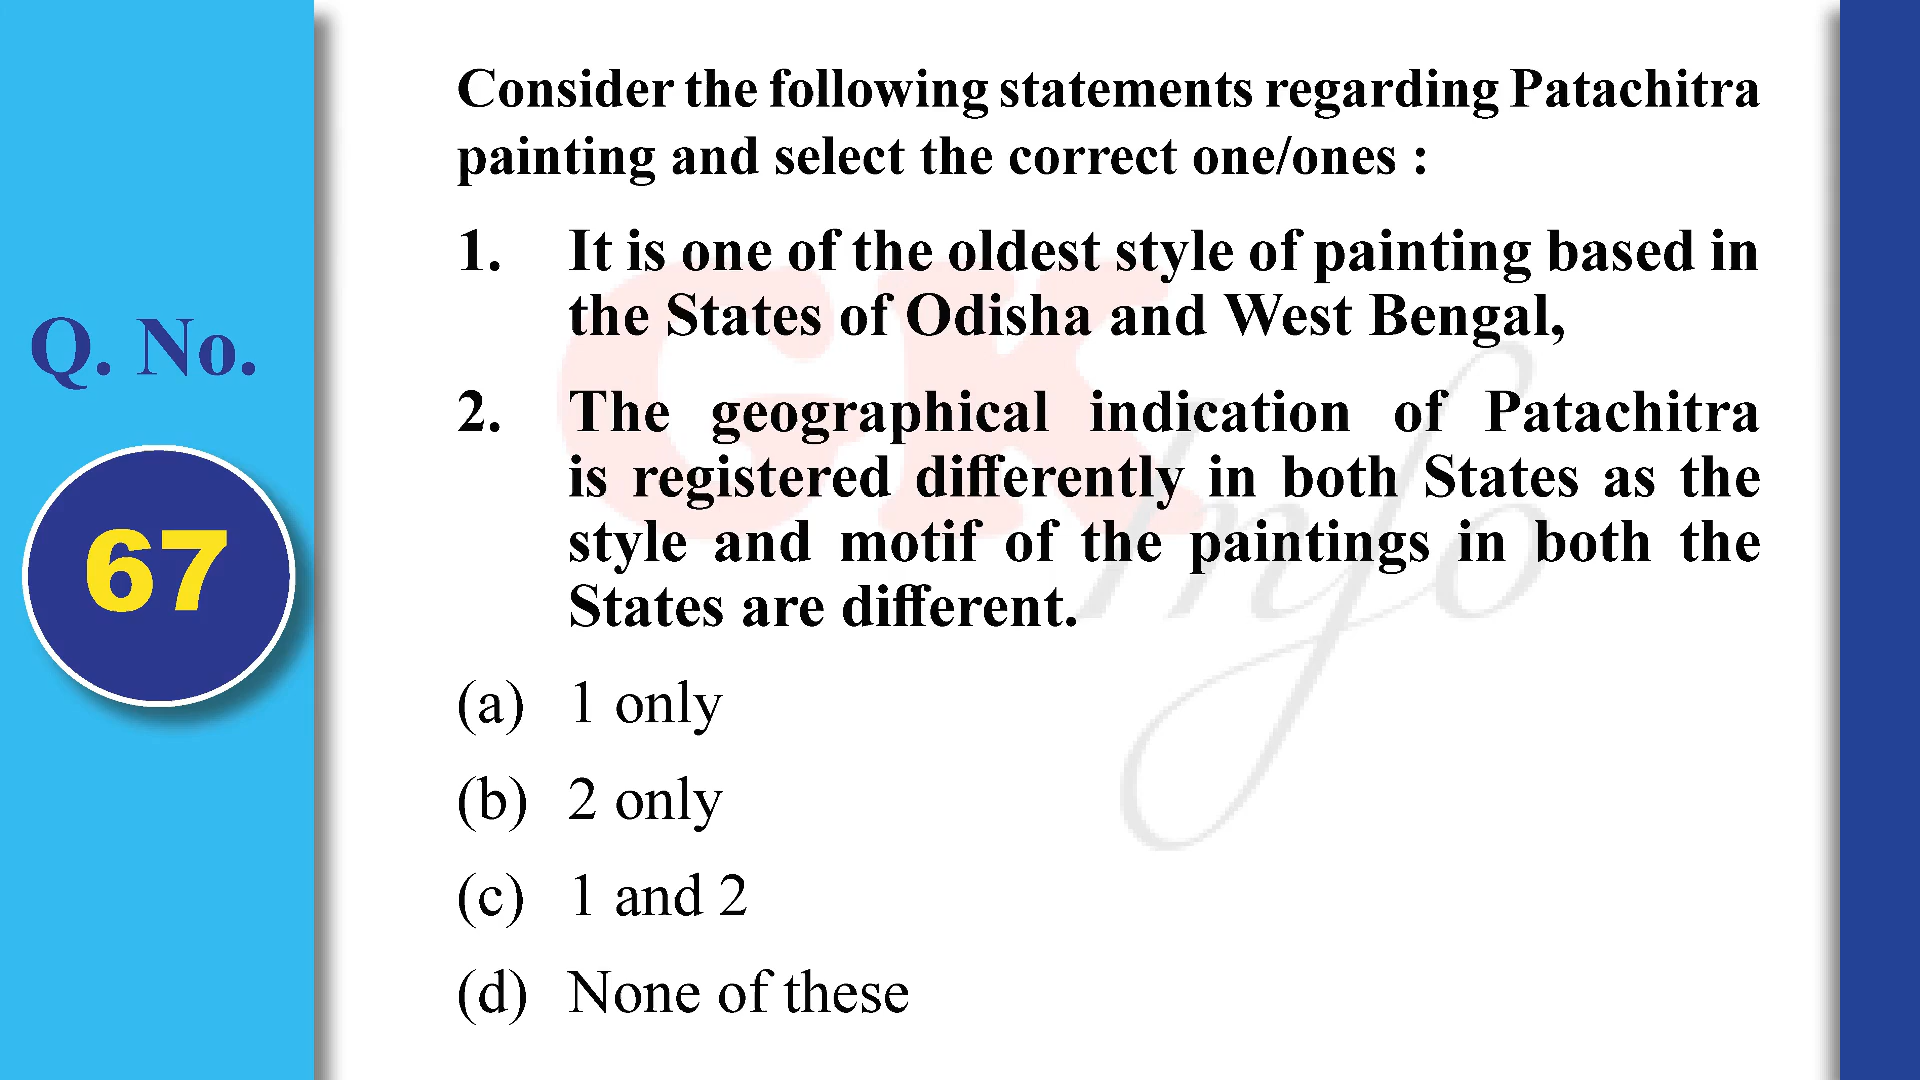 Q. No.
67
Consider the following statements regarding Patachitra
painting and select the correct one/ones :
1. It is one of the oldest style of painting based in
the States of Odisha and West Bengal,
2. The geographical indication of Patachitra
is registered differently in both States as the
style and motif of the paintings in both the
States are different.
(a) 1 only
(b) 2 only
(c) 1 and 2
(d) None of these
GK
Info